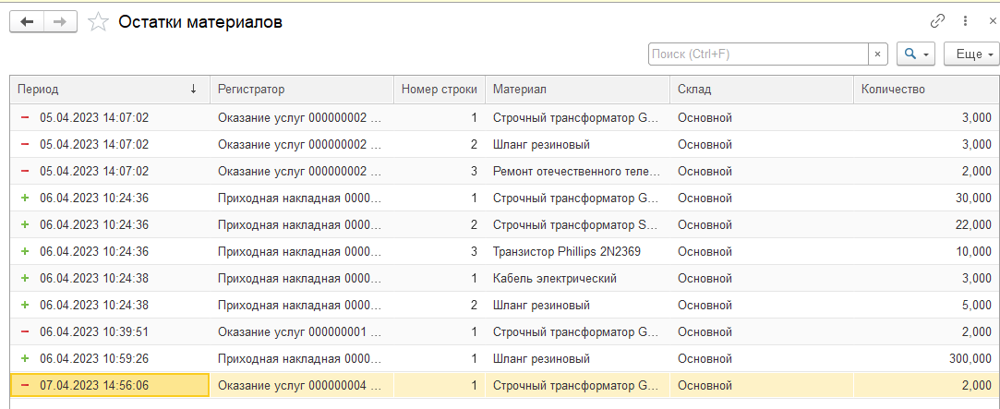 Остатки материалов
Поиск (Ctrl+F) × Еще
Период Регистратор Номер строки Материал Склад Количество
05.04.2023 14:07:02 Оказание услуг 000000002 ... 1 Строчный трансформатор G... Основной 3,000
05.04.2023 14:07:02 Оказание услуг 000000002 ... 2 Шланг резиновый Основной 3,000
05.04.2023 14:07:02 Оказание услуг 000000002 ... 3 Ремонт отечественного теле... Основной 2,000
06.04.2023 10:24:36 Приходная накладная 0000... 1 Строчный трансформатор G... Основной 30,000
06.04.2023 10:24:36 Приходная накладная 0000... 2 Строчный трансформатор S... Основной 22,000
06.04.2023 10:24:36 Приходная накладная 0000... 3 Транзистор Phillips 2N2369 Основной 10,000
06.04.2023 10:24:38 Приходная накладная 0000... 1 Кабель электрический Основной 3,000
06.04.2023 10:24:38 Приходная накладная 0000... 2 Шланг резиновый Основной 5,000
06.04.2023 10:39:51 Оказание услуг 000000001 ... 1 Строчный трансформатор G... Основной 2,000
06.04.2023 10:59:26 Приходная накладная 0000... 1 Шланг резиновый Основной 300,000
07.04.2023 14:56:06 Оказание услуг 000000004 ... 1 Строчный трансформатор G... Основной 2,000